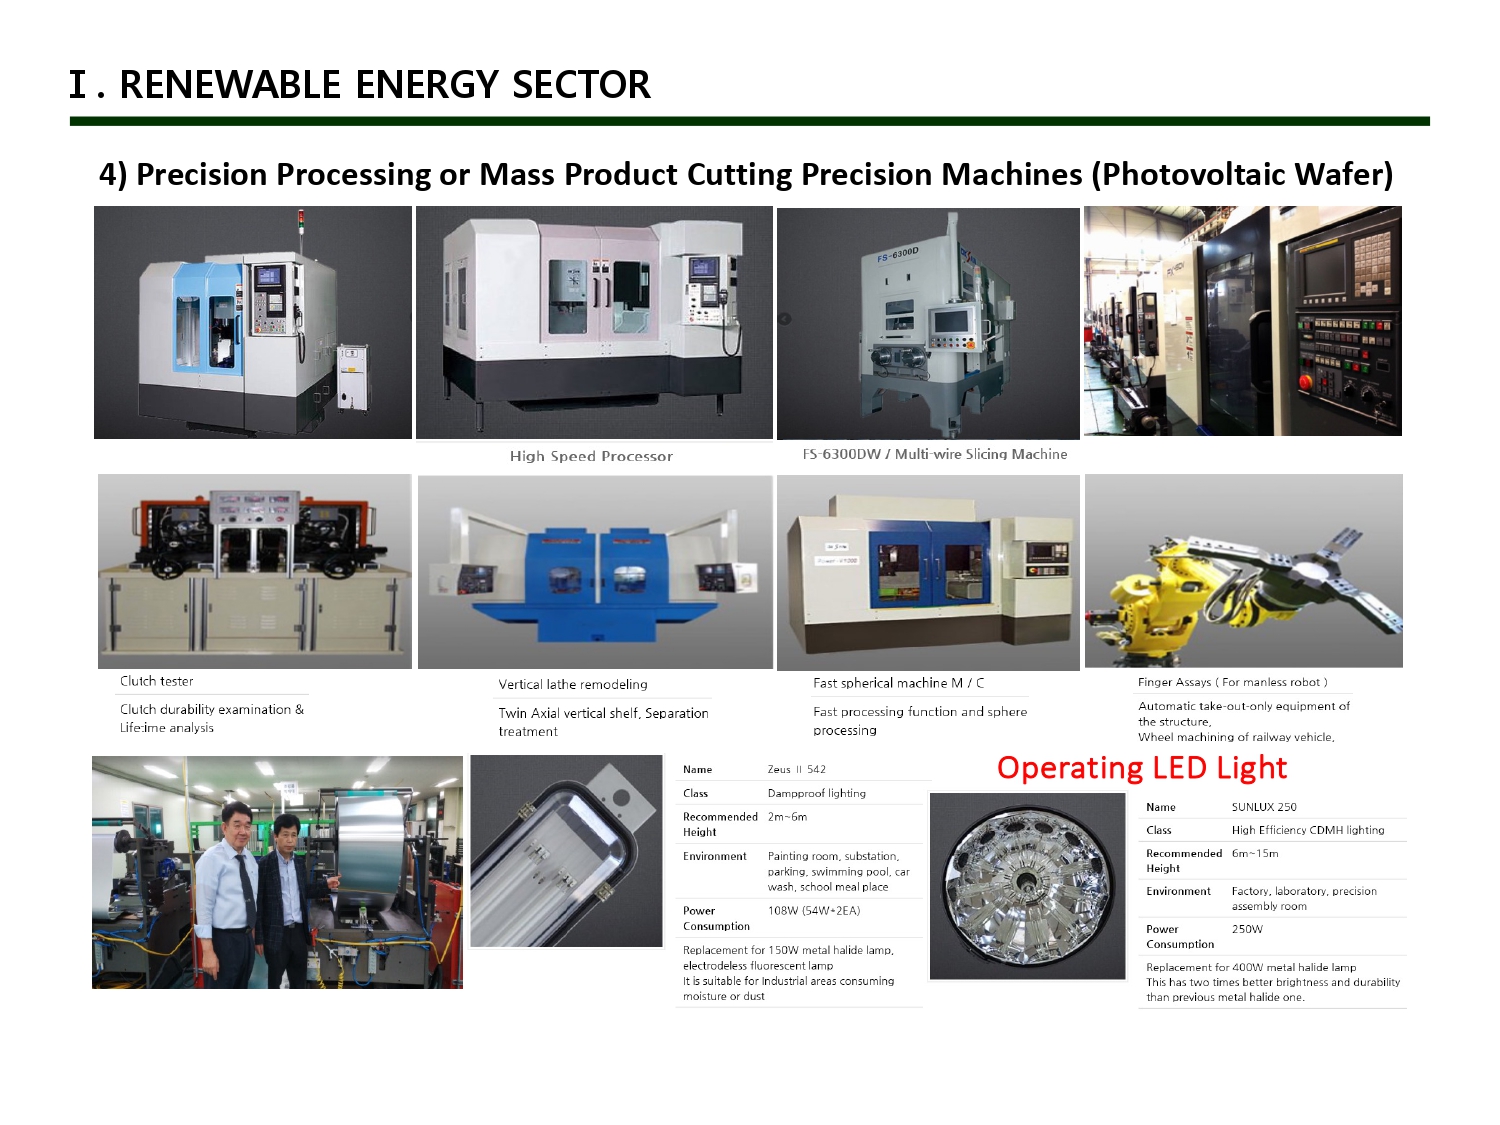 I . RENEWABLE ENERGY SECTOR
4) Precision Processing or Mass Product Cutting Precision Machines (Photovoltaic Wafer)
FS-6300D
High Speed Processor
FS-6300DW / Multi-wire Slicing Machine
Clutch tester
Clutch durability examination &
Lifetime analysis
Vertical lathe remodeling
Twin Axial vertical shelf, Separation
treatment
Fast spherical machine M / C
Fast processing function and sphere
processing
Finger Assays ( For manless robot )
Automatic take-out-only equipment of
the structure,
Wheel machining of railway vehicle,
Name Zeus II 542
Class Dampproof lighting
Recommended 2m~6m
Height
Environment Painting room, substation,
parking, swimming pool, car
wash, school meal place
Power 108W (54W*2EA)
Consumption
Replacement for 150W metal halide lamp,
electrodeless fluorescent lamp
It is suitable for Industrial areas consuming
moisture or dust
Operating LED Light
Name SUNLUX 250
Class High Efficiency CDMH lighting
Recommended 6m~15m
Height
Environment Factory, laboratory, precision
assembly room
Power 250W
Consumption
Replacement for 400W metal halide lamp
This has two times better brightness and durability
than previous metal halide one.